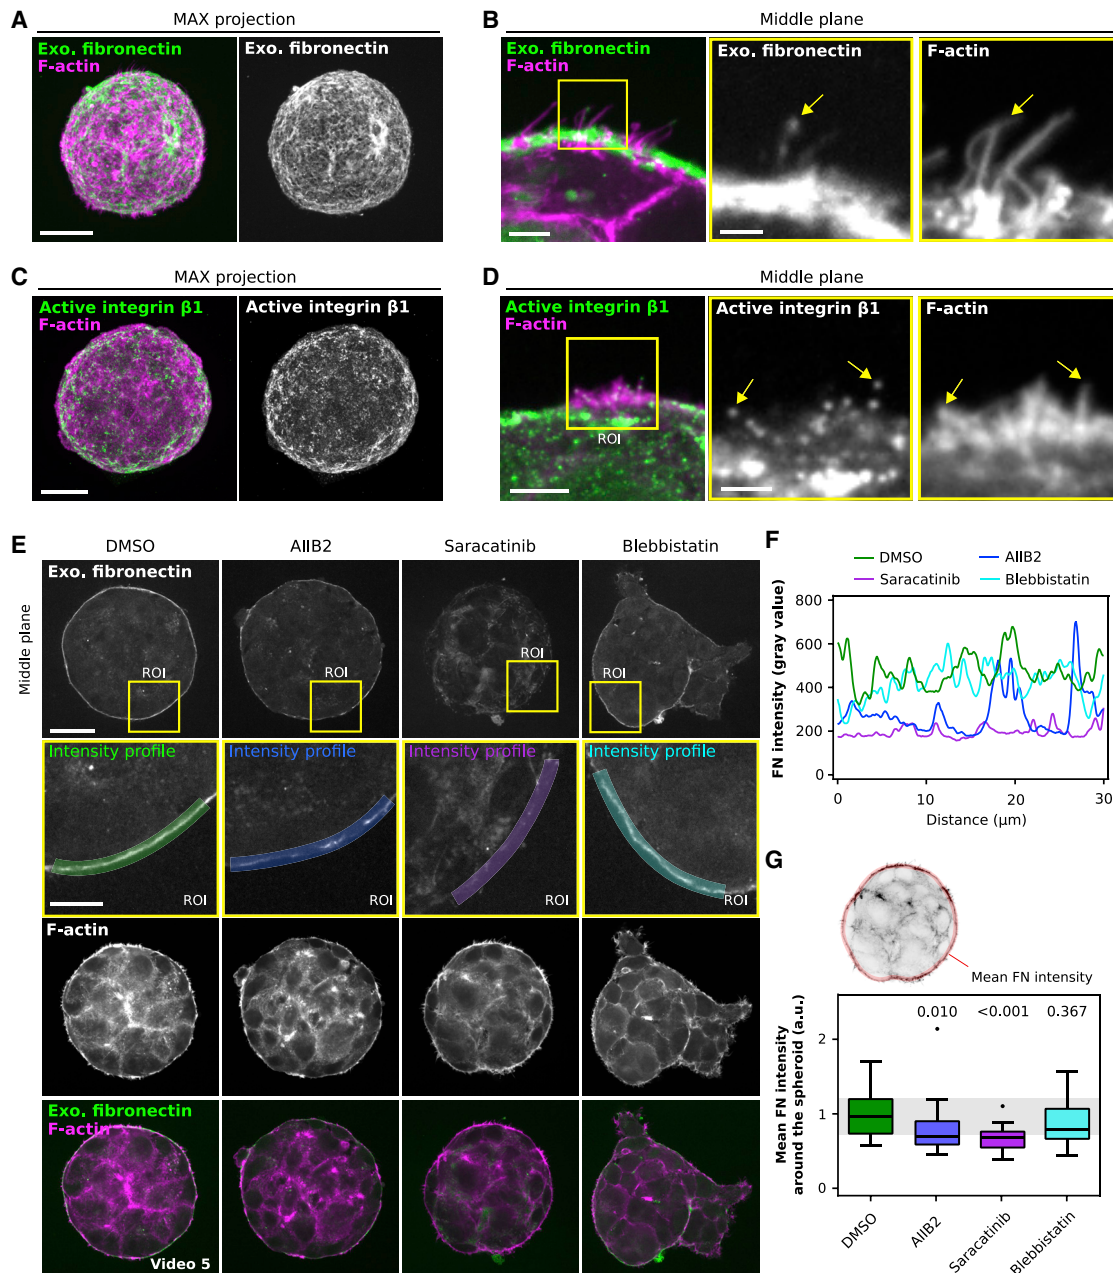 A
MAX projection
Exo. fibronectin
F-actin
Exo. fibronectin
B
Middle plane
Exo. fibronectin
F-actin
Exo. fibronectin
F-actin
C
MAX projection
Active integrin β1
F-actin
Active integrin β1
D
Middle plane
Active integrin β1
F-actin
ROI
Active integrin β1
F-actin
E
DMSO
AIIB2
Saracatinib
Blebbistatin
Middle plane
Exo. fibronectin
ROI
ROI
ROI
ROI
Intensity profile
Intensity profile
Intensity profile
Intensity profile
ROI
ROI
ROI
ROI
F-actin
Exo. fibronectin
F-actin
Video 5
F
DMSO
AIIB2
Saracatinib
Blebbistatin
FN intensity (gray value)
800
600
400
200
0
0
10
20
30
Distance (μm)
G
Mean FN intensity
Mean FN intensity
around the spheroid (a.u.)
2
1
0
0.010
<0.001
0.367
DMSO
AIIB2
Saracatinib
Blebbistatin